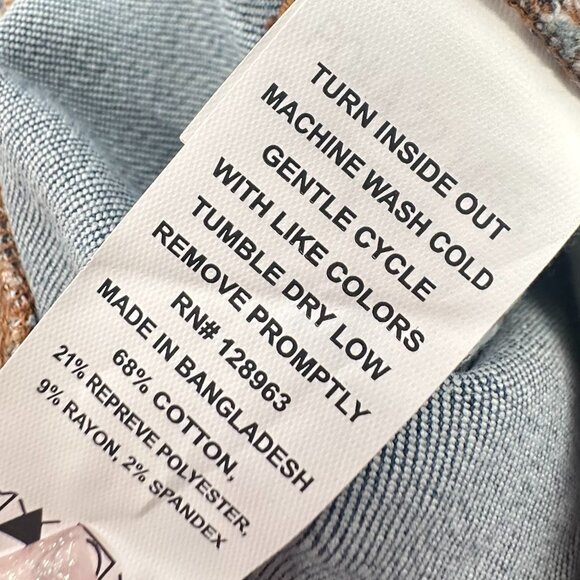 TURN INSIDE OUT
MACHINE WASH COLD
GENTLE CYCLE
WITH LIKE COLORS
TUMBLE DRY LOW
REMOVE PROMPTLY
RN# 128963
MADE IN BANGLADESH
68% COTTON,
21% REPREVE POLYESTER,
9% RAYON, 2% SPANDEX